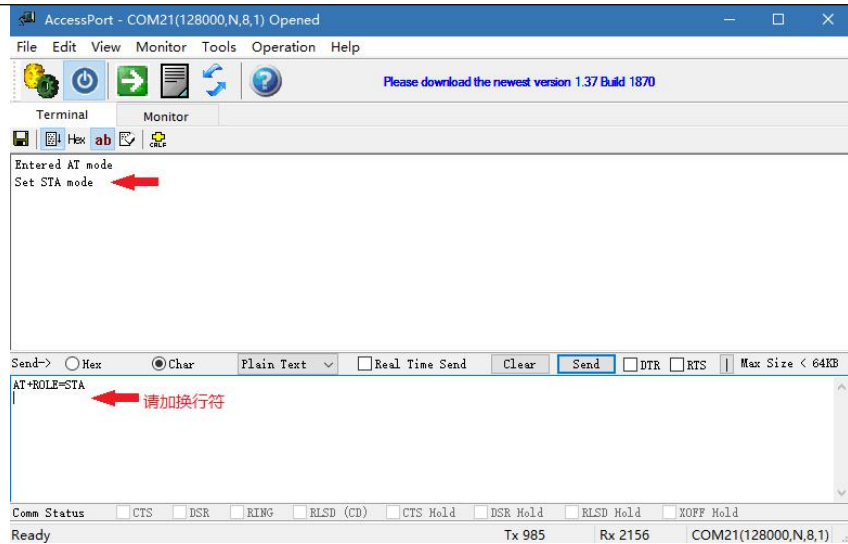 AccessPort - COM21(128000,N,8,1) Opened
File Edit View Monitor Tools Operation Help
Please download the newest version 1.37 Build 1870
Terminal Monitor
Hex ab CRLF
Entered AT mode
Set STA mode
Send-> Hex Char Plain Text Real Time Send Clear Send DTR RTS Max Size < 64KB
AT+ROLE=STA
请加换行符
Comm Status CTS DSR RING RLSD (CD) CTS Hold DSR Hold RLSD Hold XOFF Hold
Ready Tx 985 Rx 2156 COM21(128000,N,8,1)